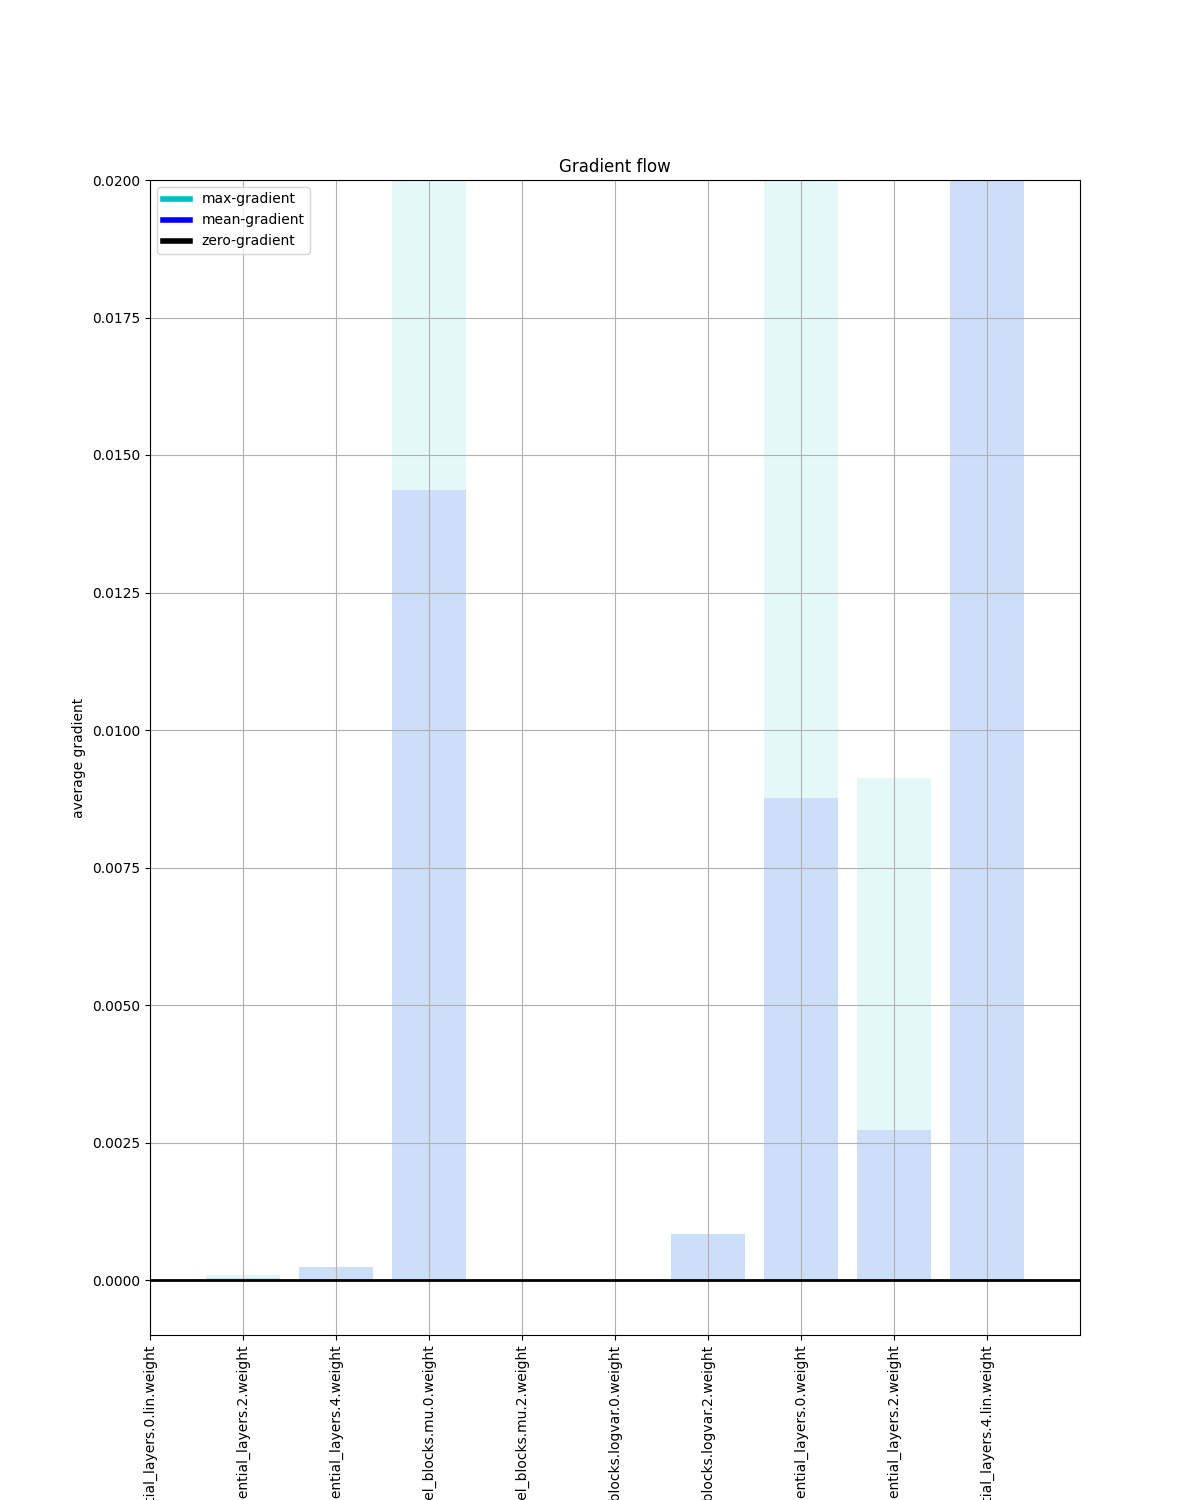 Gradient flow
max-gradient
mean-gradient
zero-gradient
0.0200
0.0175
0.0150
0.0125
0.0100
0.0075
0.0050
0.0025
0.0000
average gradient
tial_layers.0.lin.weight
ential_layers.2.weight
ential_layers.4.weight
el_blocks.mu.0.weight
el_blocks.mu.2.weight
blocks.logvar.0.weight
blocks.logvar.2.weight
ential_layers.0.weight
ential_layers.2.weight
tial_layers.4.lin.weight